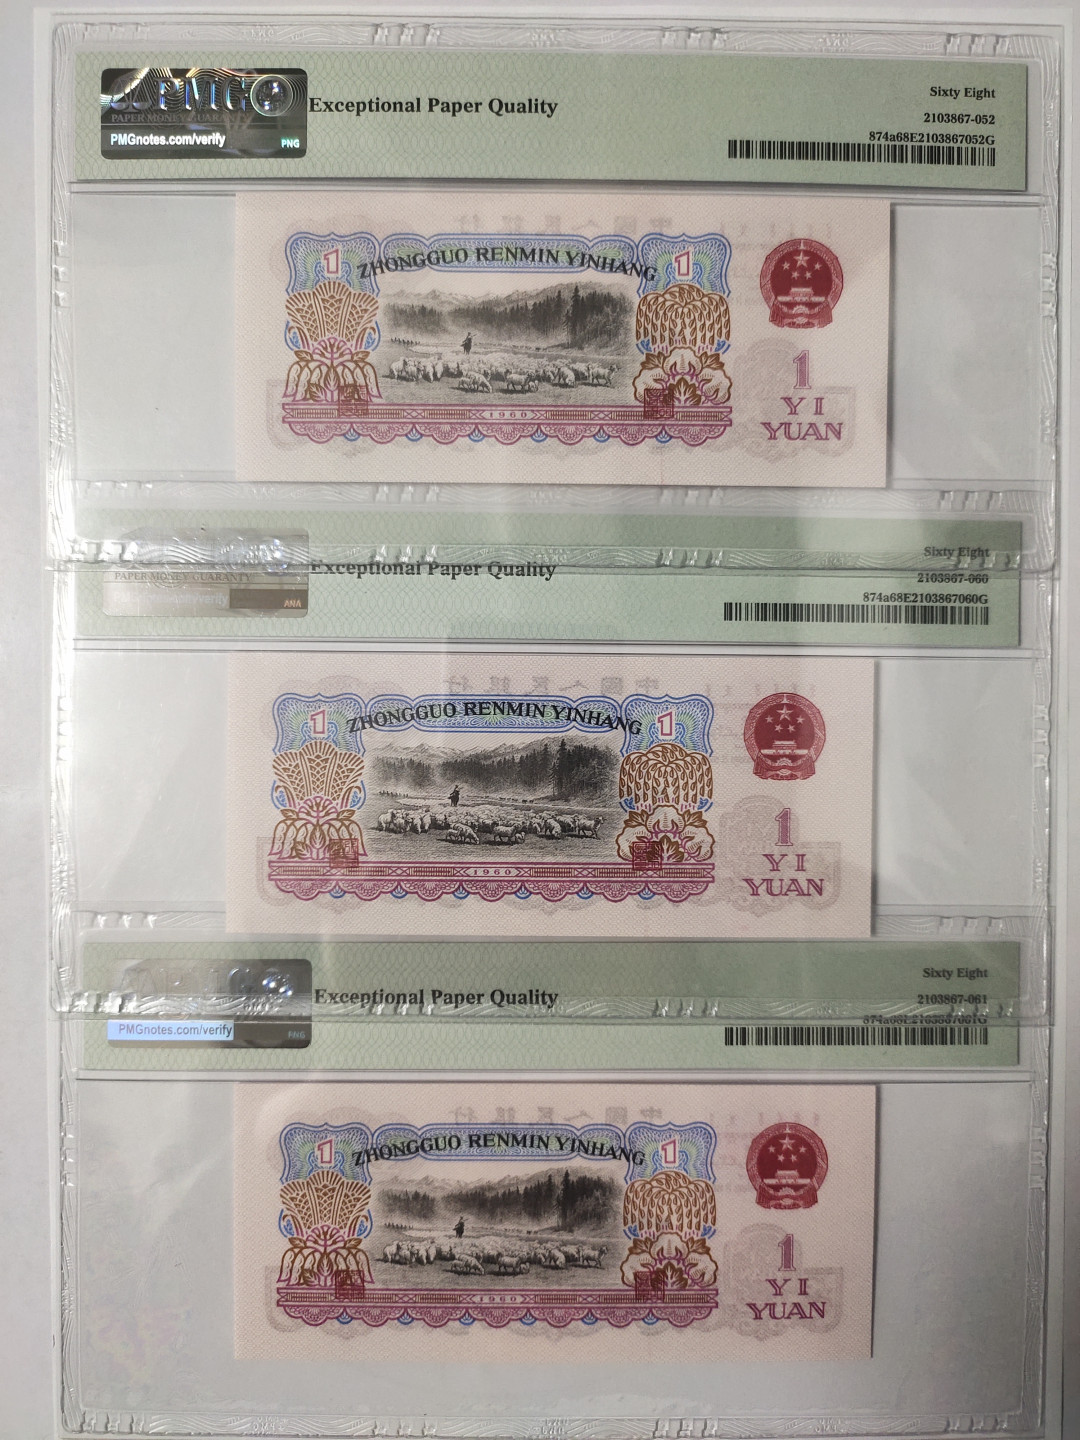 PMG
PAPER MONEY GUARANTY
PMGnotes.com/verify
PNG
Exceptional Paper Quality
Sixty Eight
2103867-052
874a68E2103867052G
1
ZHONGGUO RENMIN YINHANG
1
1960
1
YI
YUAN
PAPER MONEY GUARANTY
ANA
Exceptional Paper Quality
Sixty Eight
2103867-060
874a68E2103867060G
1
ZHONGGUO RENMIN YINHANG
1
1960
1
YI
YUAN
PMG
PMGnotes.com/verify
PNG
Exceptional Paper Quality
Sixty Eight
2103867-061
874a68E2103867061G
1
ZHONGGUO RENMIN YINHANG
1
1960
1
YI
YUAN